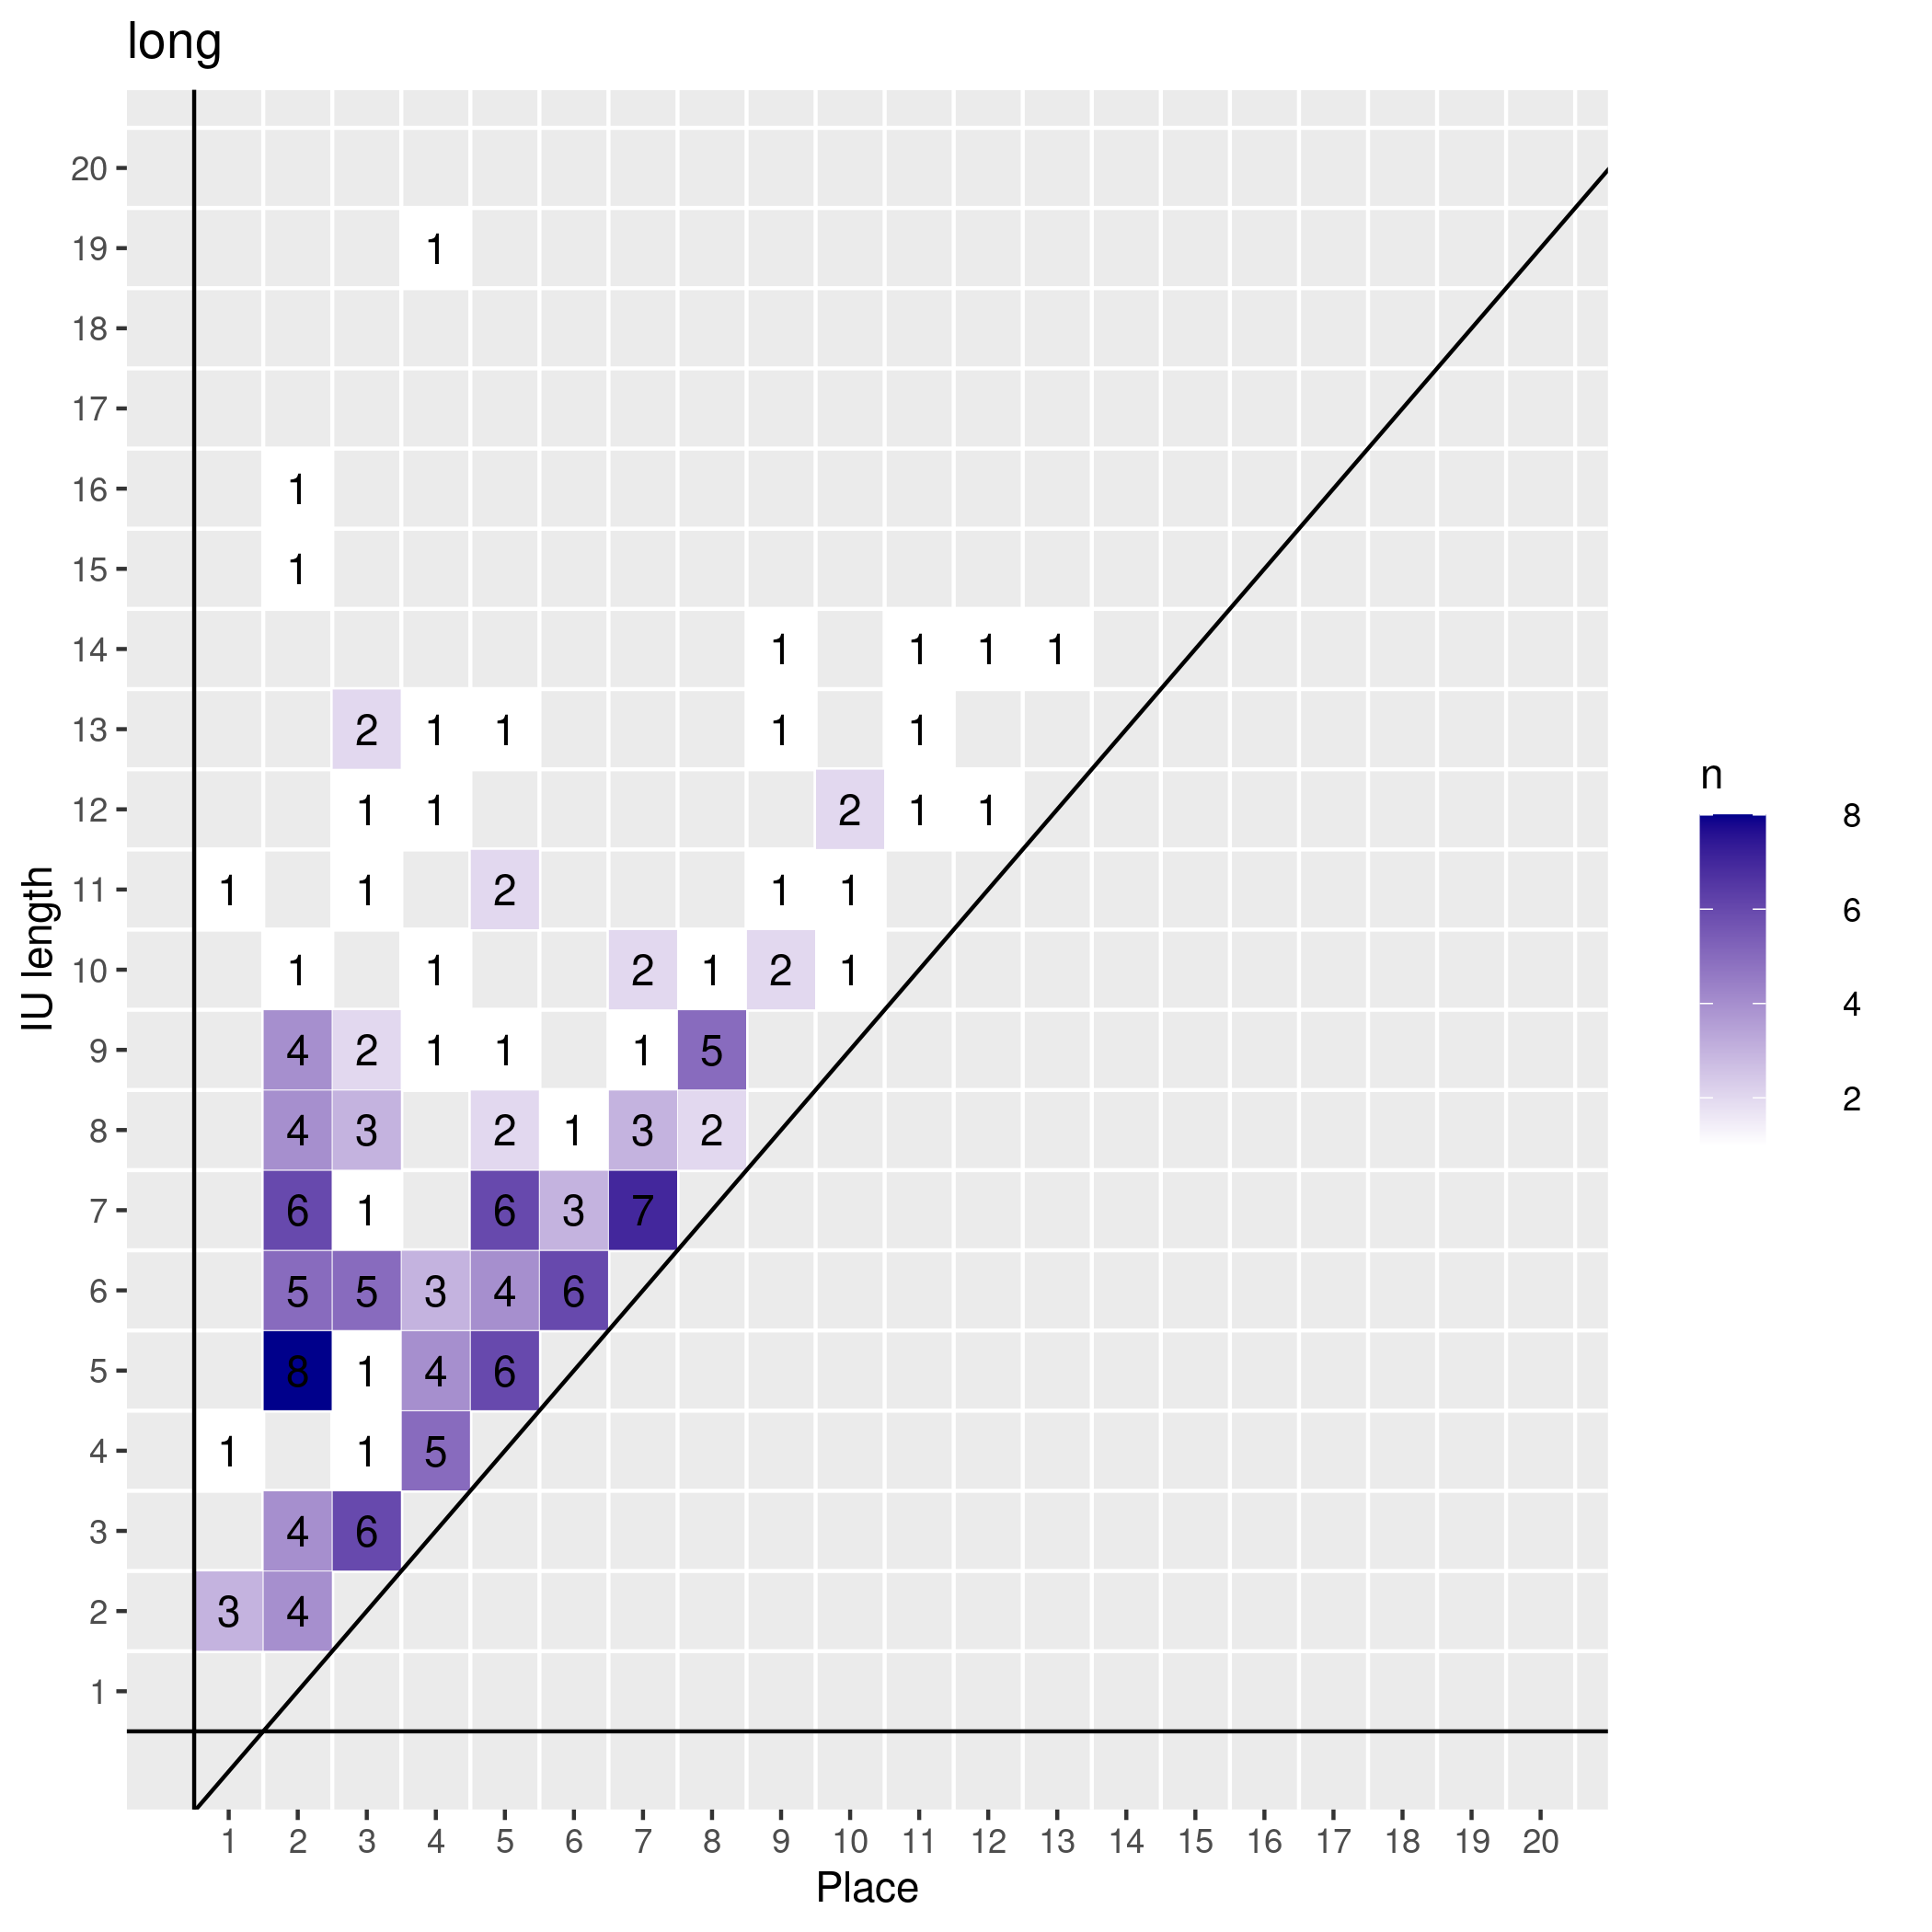 long
20
19 1
18
17
16 1
15 1
14 1 1 1 1
13 2 1 1 1 1
12 1 1 2 1 1
11 1 1 2 1 1
10 1 1 2 1 2 1
9 4 2 1 1 1 5
8 4 3 2 1 3 2
7 6 1 6 3 7
6 5 5 3 4 6
5 8 1 4 6
4 1 1 5
3 4 6
2 3 4
1
1 2 3 4 5 6 7 8 9 10 11 12 13 14 15 16 17 18 19 20
Place
IU length
n
8
6
4
2